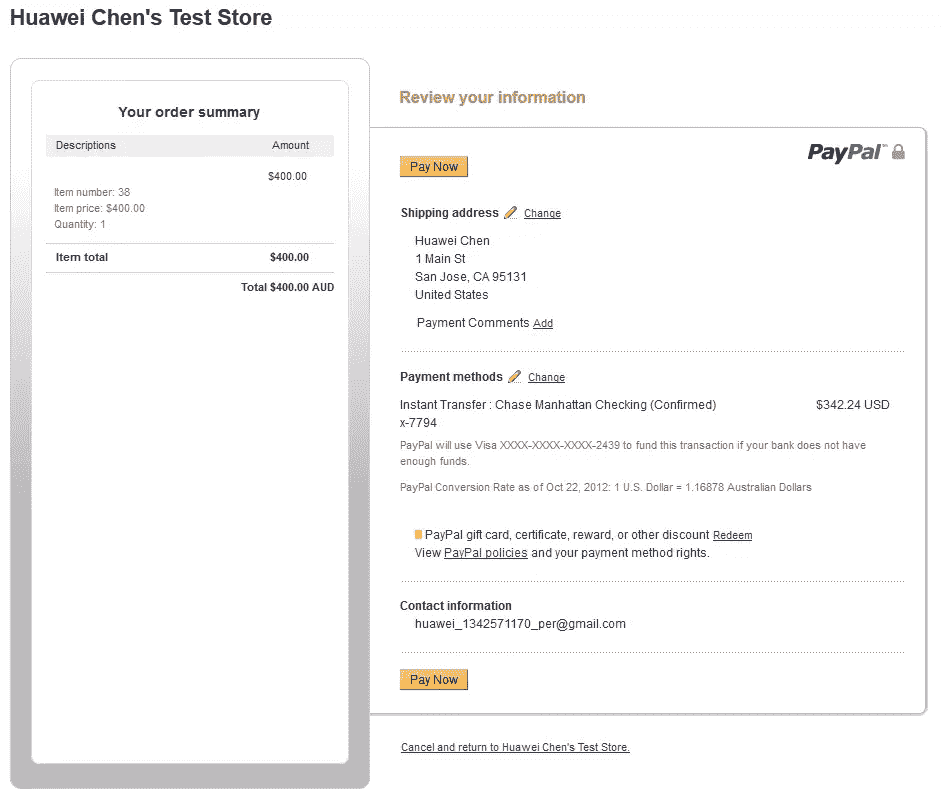 Huawei Chen's Test Store
Your order summary
Descriptions Amount
$400.00
Item number: 38
Item price: $400.00
Quantity: 1
Item total $400.00
Total $400.00 AUD
Review your information
PayPal™
Pay Now
Shipping address Change
Huawei Chen
1 Main St
San Jose, CA 95131
United States
Payment Comments Add
Payment methods Change
Instant Transfer : Chase Manhattan Checking (Confirmed) $342.24 USD
x-7794
PayPal will use Visa XXXX-XXXX-XXXX-2439 to fund this transaction if your bank does not have
enough funds.
PayPal Conversion Rate as of Oct 22, 2012: 1 U.S. Dollar = 1.16878 Australian Dollars
PayPal gift card, certificate, reward, or other discount Redeem
View PayPal policies and your payment method rights.
Contact information
huawei_1342571170_per@gmail.com
Pay Now
Cancel and return to Huawei Chen's Test Store.